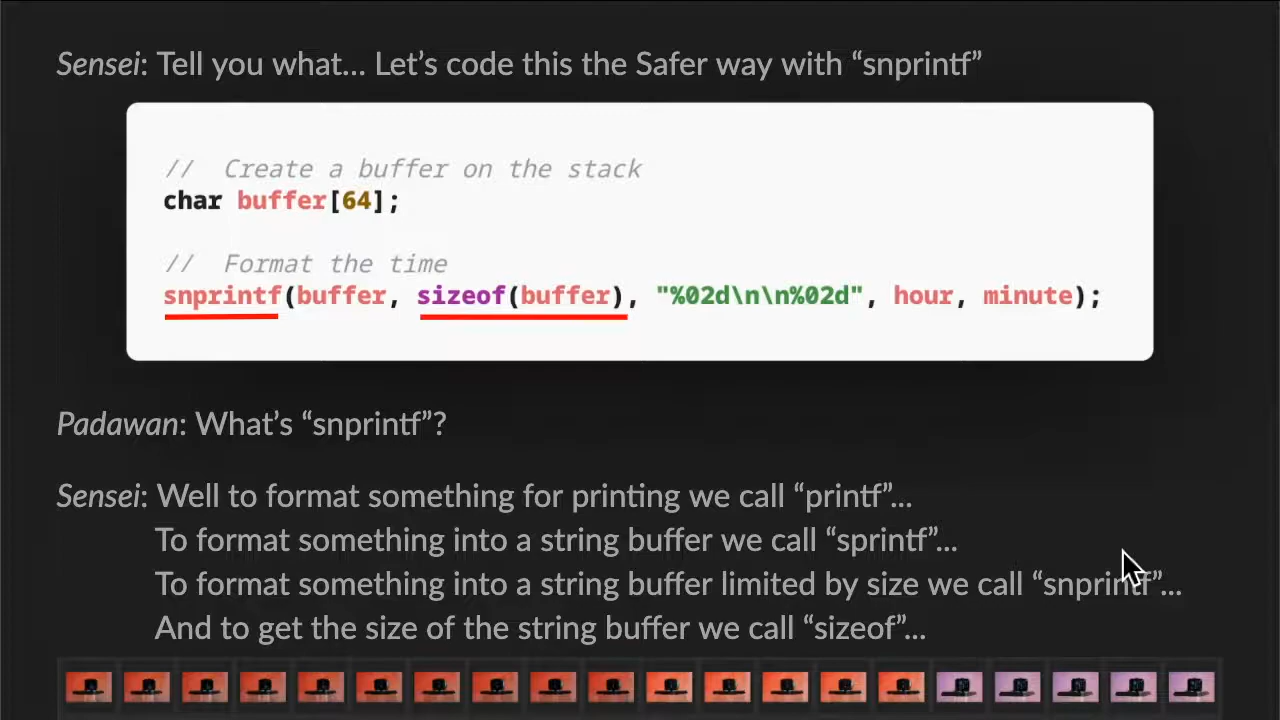 Sensei: Tell you what... Let’s code this the Safer way with “snprintf”
//  Create a buffer on the stack
char buffer[64];
//  Format the time
snprintf(buffer, sizeof(buffer), "%02d\n\n%02d", hour, minute);
Padawan: What’s “snprintf”?
Sensei: Well to format something for printing we call “printf”...
To format something into a string buffer we call “sprintf”...
To format something into a string buffer limited by size we call “snprintf”...
And to get the size of the string buffer we call “sizeof”...